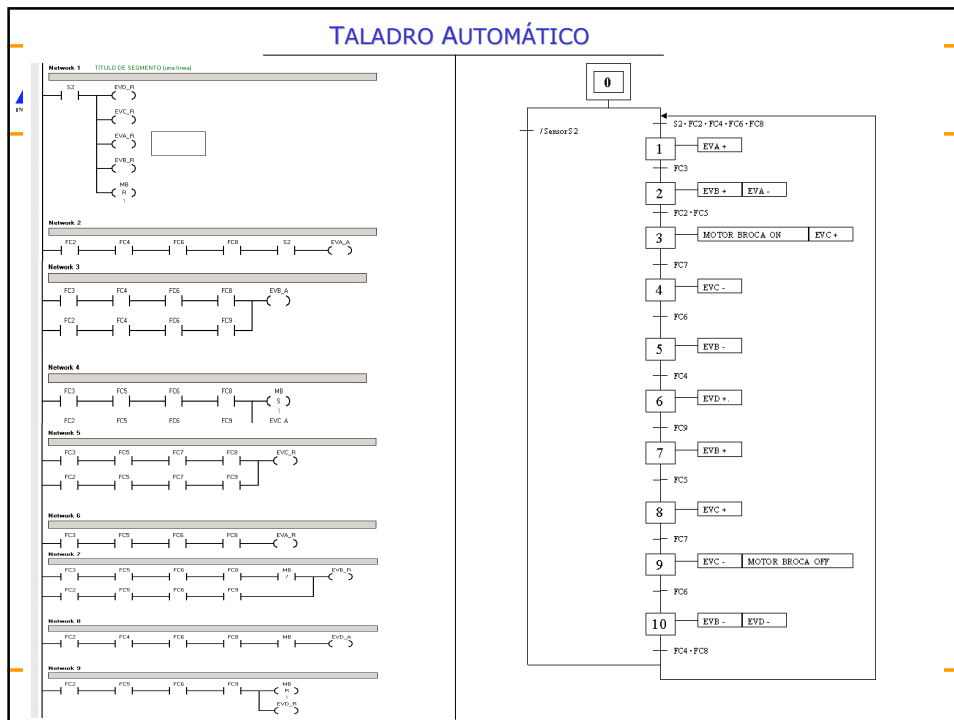 TALADRO AUTOMÁTICO
Network 1 TÍTULO DE SEGMENTO (una línea)
S2 EVD_R
EVC_R
EVA_R
EVB_R
MB
R
1
Network 2
FC2 FC4 FC6 FC8 S2 EVA_A
Network 3
FC3 FC4 FC6 FC8 EVB_A
FC2 FC4 FC6 FC9
Network 4
FC3 FC5 FC6 FC8 MB
S
1
FC2 FC5 FC6 FC9 EVC A
Network 5
FC3 FC5 FC7 FC8 EVC_R
FC2 FC5 FC7 FC9
Network 6
FC3 FC5 FC6 FC8 EVA_R
Network 7
FC3 FC5 FC6 FC8 MB EVB_R
/
FC2 FC5 FC6 FC9
Network 8
FC2 FC4 FC6 FC8 MB EVD_A
Network 9
FC2 FC5 FC6 FC9 MB
R
1
EVD_R
0
/SensorS2
S2·FC2·FC4·FC6·FC8
1 EVA +
FC3
2 EVB + EVA -
FC2·FC5
3 MOTOR BROCA ON EVC +
FC7
4 EVC -
FC6
5 EVB -
FC4
6 EVD +.
FC9
7 EVB +
FC5
8 EVC +
FC7
9 EVC - MOTOR BROCA OFF
FC6
10 EVB - EVD -
FC4·FC8